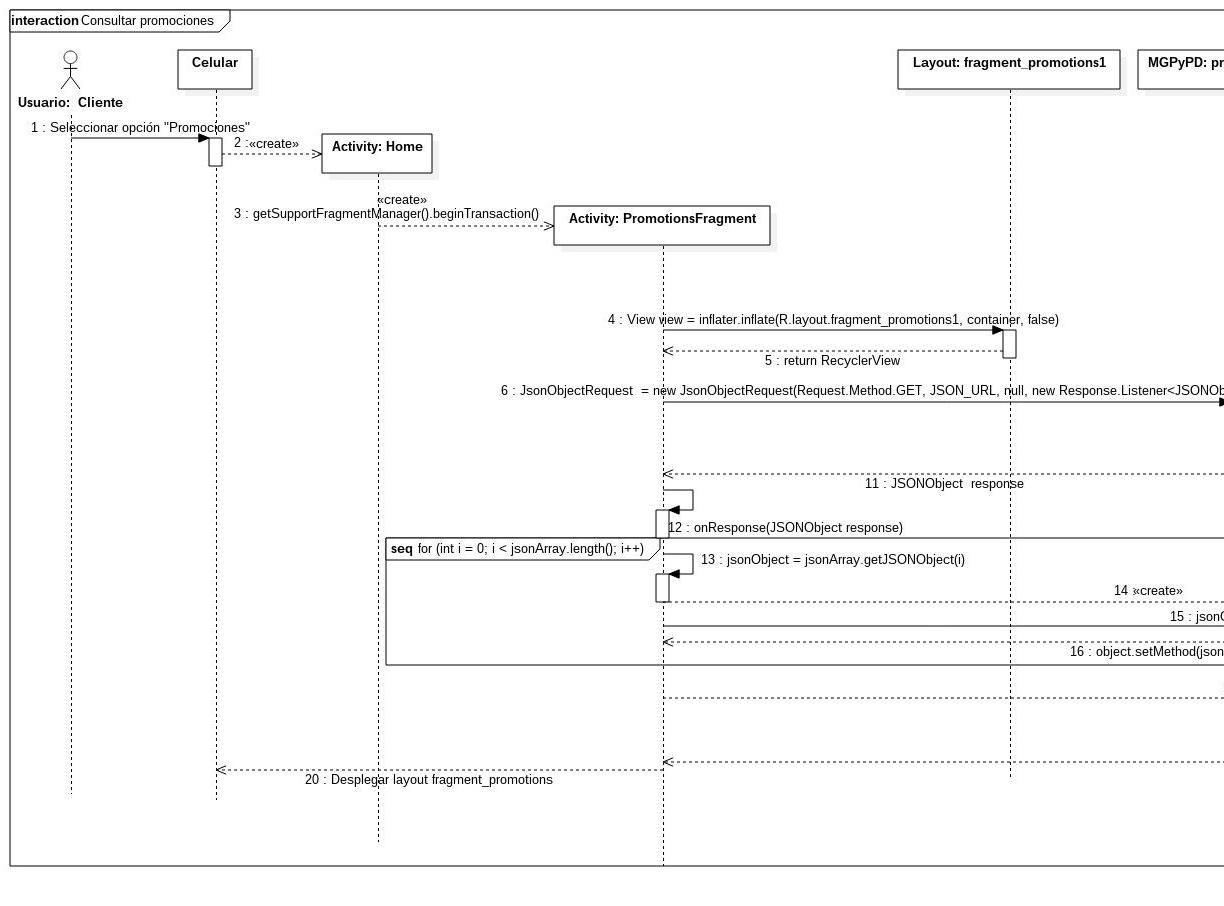 interaction Consultar promociones
Celular
Layout: fragment_promotions1
MGPyPD: pr
Usuario: Cliente
1 : Seleccionar opción "Promociones"
2 : «create»
Activity: Home
«create»
3 : getSupportFragmentManager().beginTransaction()
Activity: PromotionsFragment
4 : View view = inflater.inflate(R.layout.fragment_promotions1, container, false)
5 : return RecyclerView
6 : JsonObjectRequest = new JsonObjectRequest(Request.Method.GET, JSON_URL, null, new Response.Listener<JSONOb
11 : JSONObject response
12 : onResponse(JSONObject response)
seq for (int i = 0; i < jsonArray.length(); i++)
13 : jsonObject = jsonArray.getJSONObject(i)
14 : «create»
15 : jsonO
16 : object.setMethod(json
20 : Desplegar layout fragment_promotions